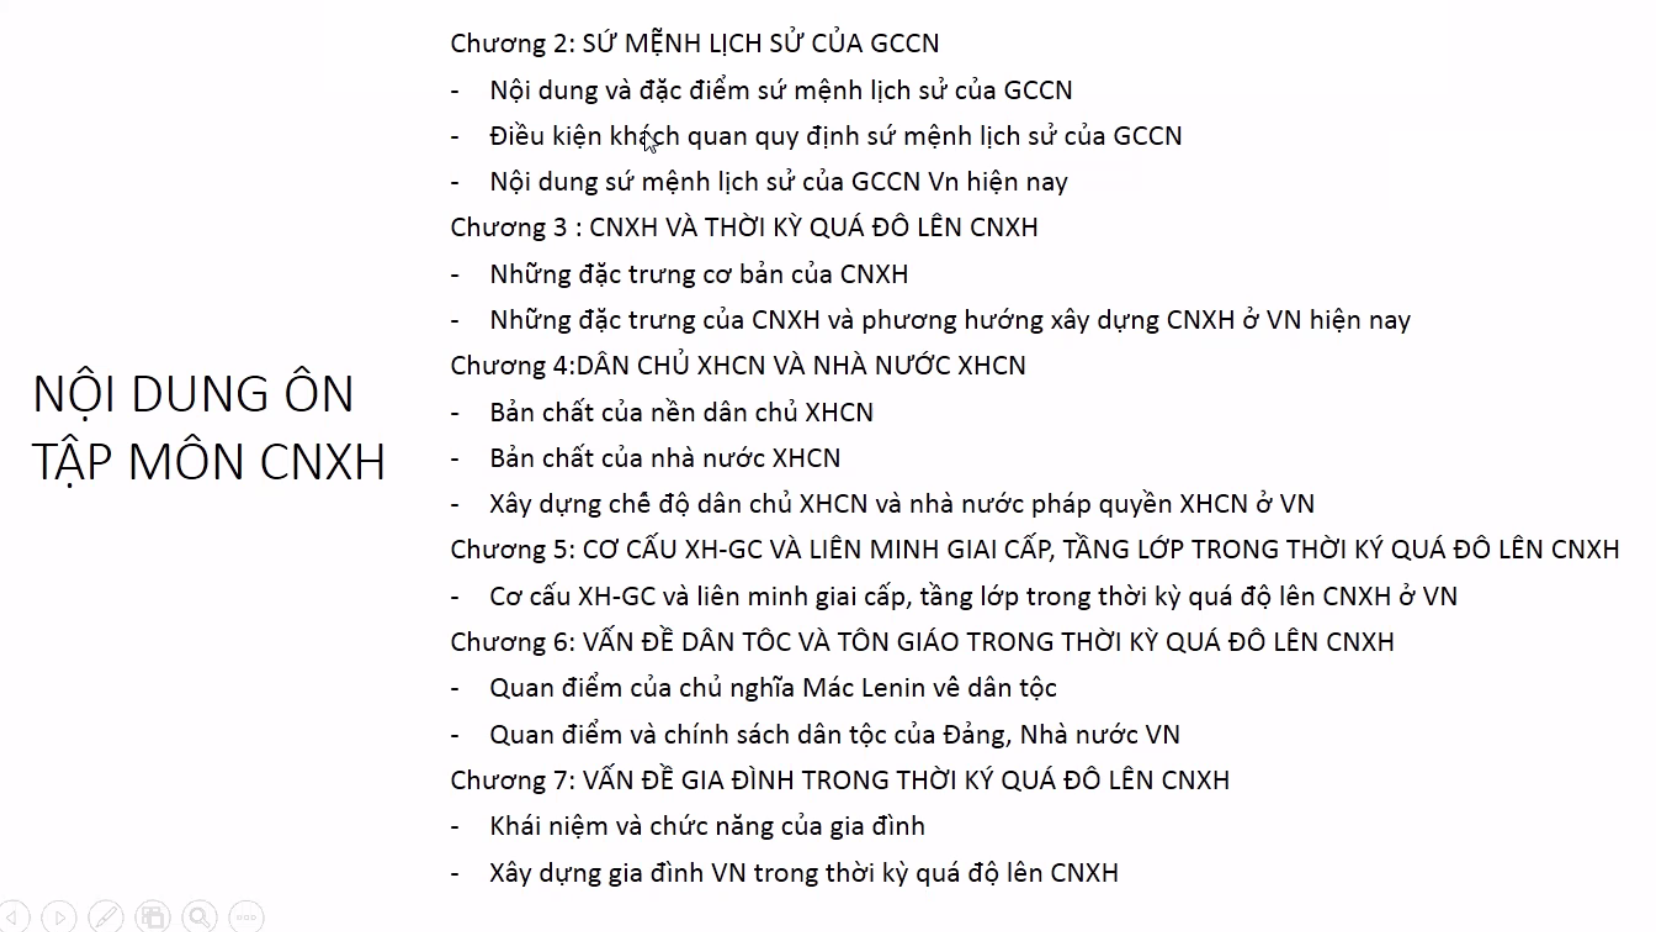 NỘI DUNG ÔN
TẬP MÔN CNXH
Chương 2: SỨ MỆNH LỊCH SỬ CỦA GCCN
- Nội dung và đặc điểm sứ mệnh lịch sử của GCCN
- Điều kiện khách quan quy định sứ mệnh lịch sử của GCCN
- Nội dung sứ mệnh lịch sử của GCCN Vn hiện nay
Chương 3 : CNXH VÀ THỜI KỲ QUÁ ĐÔ LÊN CNXH
- Những đặc trưng cơ bản của CNXH
- Những đặc trưng của CNXH và phương hướng xây dựng CNXH ở VN hiện nay
Chương 4:DÂN CHỦ XHCN VÀ NHÀ NƯỚC XHCN
- Bản chất của nền dân chủ XHCN
- Bản chất của nhà nước XHCN
- Xây dựng chế độ dân chủ XHCN và nhà nước pháp quyền XHCN ở VN
Chương 5: CƠ CẤU XH-GC VÀ LIÊN MINH GIAI CẤP, TẦNG LỚP TRONG THỜI KÝ QUÁ ĐÔ LÊN CNXH
- Cơ cấu XH-GC và liên minh giai cấp, tầng lớp trong thời kỳ quá độ lên CNXH ở VN
Chương 6: VẤN ĐỀ DÂN TÔC VÀ TÔN GIÁO TRONG THỜI KỲ QUÁ ĐÔ LÊN CNXH
- Quan điểm của chủ nghĩa Mác Lenin vê dân tộc
- Quan điểm và chính sách dân tộc của Đảng, Nhà nước VN
Chương 7: VẤN ĐỀ GIA ĐÌNH TRONG THỜI KÝ QUÁ ĐÔ LÊN CNXH
- Khái niệm và chức năng của gia đình
- Xây dựng gia đình VN trong thời kỳ quá độ lên CNXH